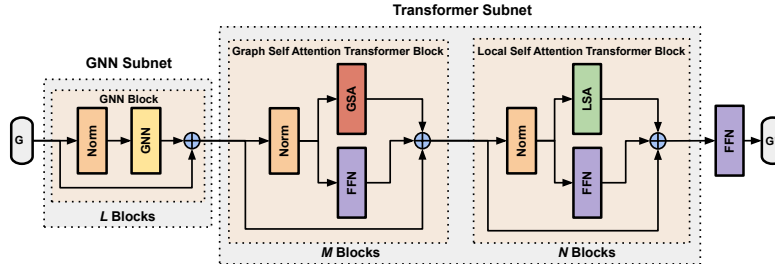 Transformer Subnet
GNN Subnet
Graph Self Attention Transformer Block
Local Self Attention Transformer Block
GNN Block
G
Norm
GNN
L Blocks
Norm
GSA
FFN
M Blocks
Norm
LSA
FFN
N Blocks
FFN
G